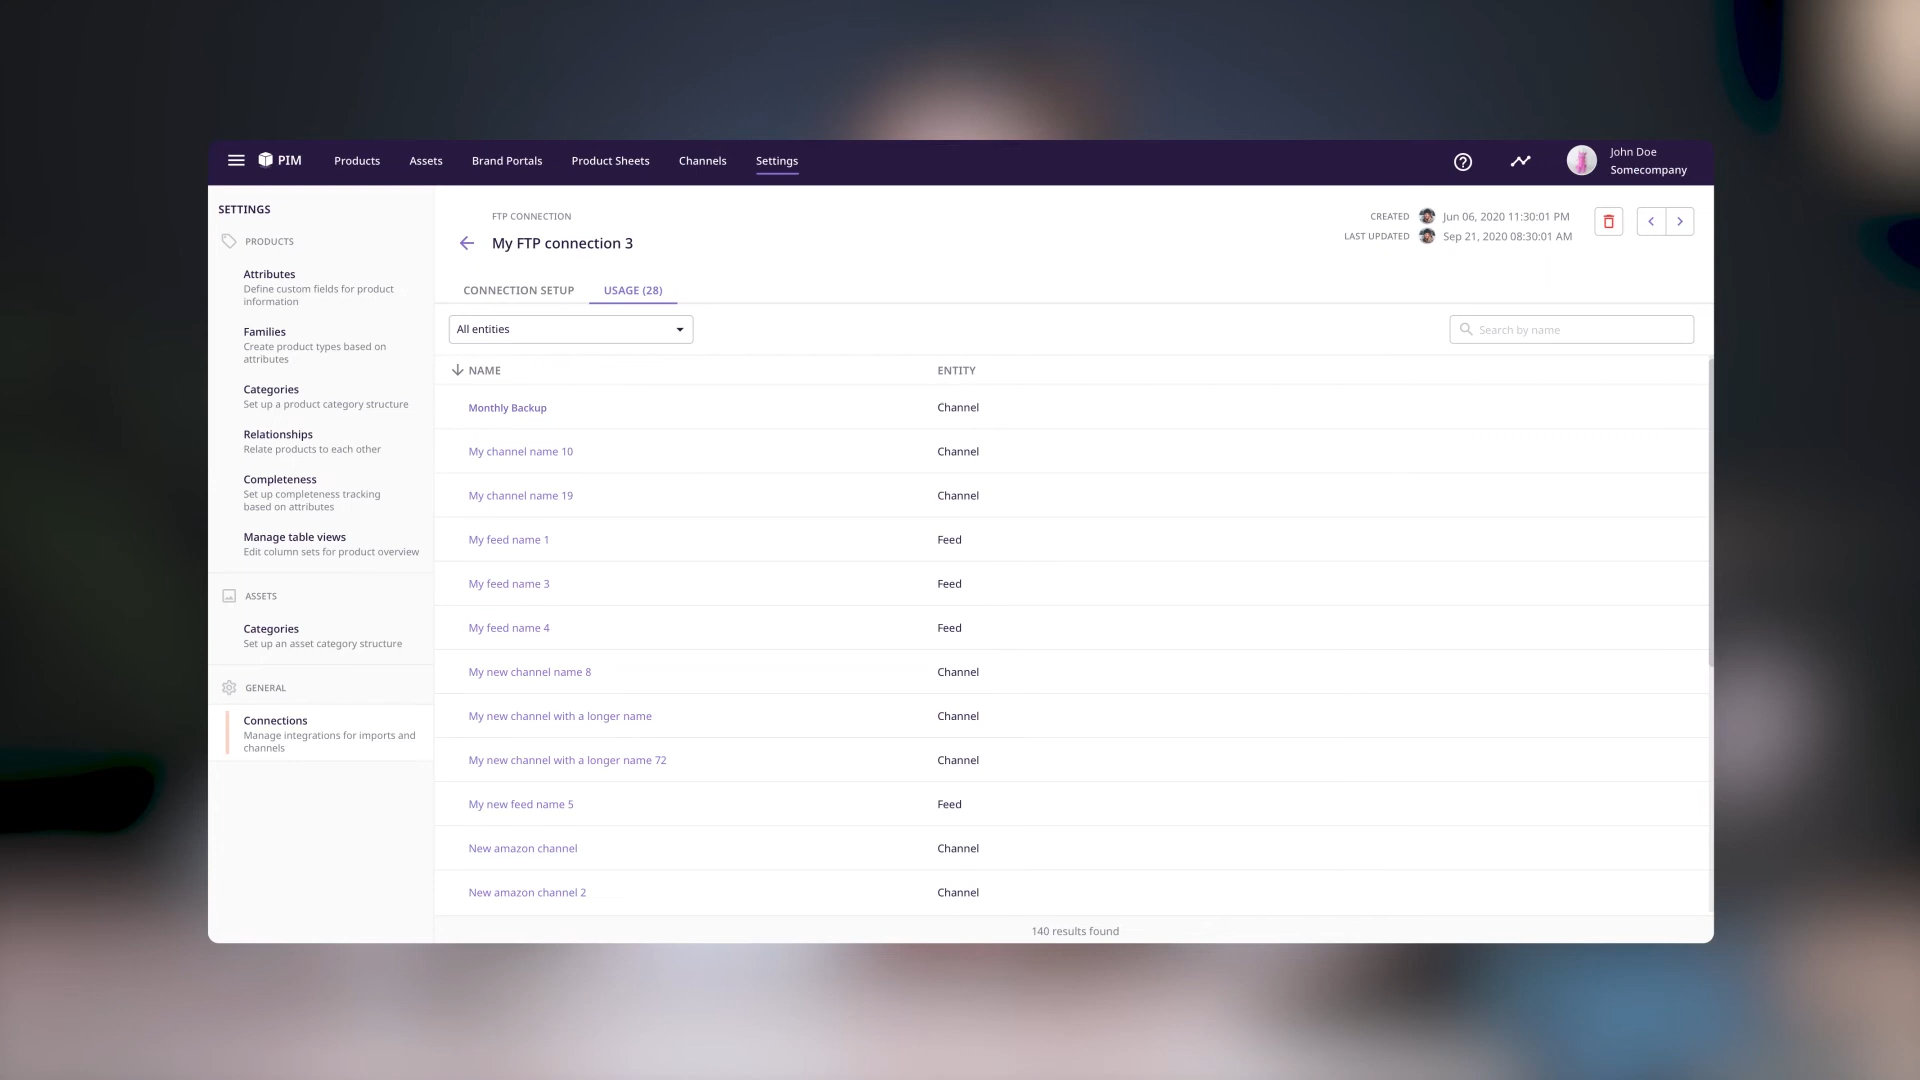 PIM
Products
Assets
Brand Portals
Product Sheets
Channels
Settings
John Doe
Somecompany
SETTINGS
PRODUCTS
Attributes
Define custom fields for product
information
Families
Create product types based on
attributes
Categories
Set up a product category structure
Relationships
Relate products to each other
Completeness
Set up completeness tracking
based on attributes
Manage table views
Edit column sets for product overview
ASSETS
Categories
Set up an asset category structure
GENERAL
Connections
Manage integrations for imports and
channels
FTP CONNECTION
My FTP connection 3
CREATED Jun 06, 2020 11:30:01 PM
LAST UPDATED Sep 21, 2020 08:30:01 AM
CONNECTION SETUP
USAGE (28)
All entities
Search by name
NAME ENTITY
Monthly Backup Channel
My channel name 10 Channel
My channel name 19 Channel
My feed name 1 Feed
My feed name 3 Feed
My feed name 4 Feed
My new channel name 8 Channel
My new channel with a longer name Channel
My new channel with a longer name 72 Channel
My new feed name 5 Feed
New amazon channel Channel
New amazon channel 2 Channel
140 results found